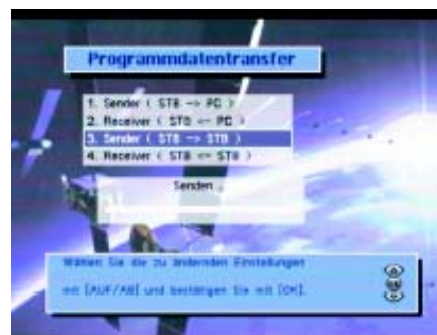 Programmdatentransfer
1. Sender ( STB --> PC )
2. Receiver ( STB <-- PC )
3. Sender ( STB --> STB )
4. Receiver ( STB <-- STB )
Senden .
Wählen Sie die zu ändernden Einstellungen
mit [AUF/AB] und bestätigen Sie mit [OK].